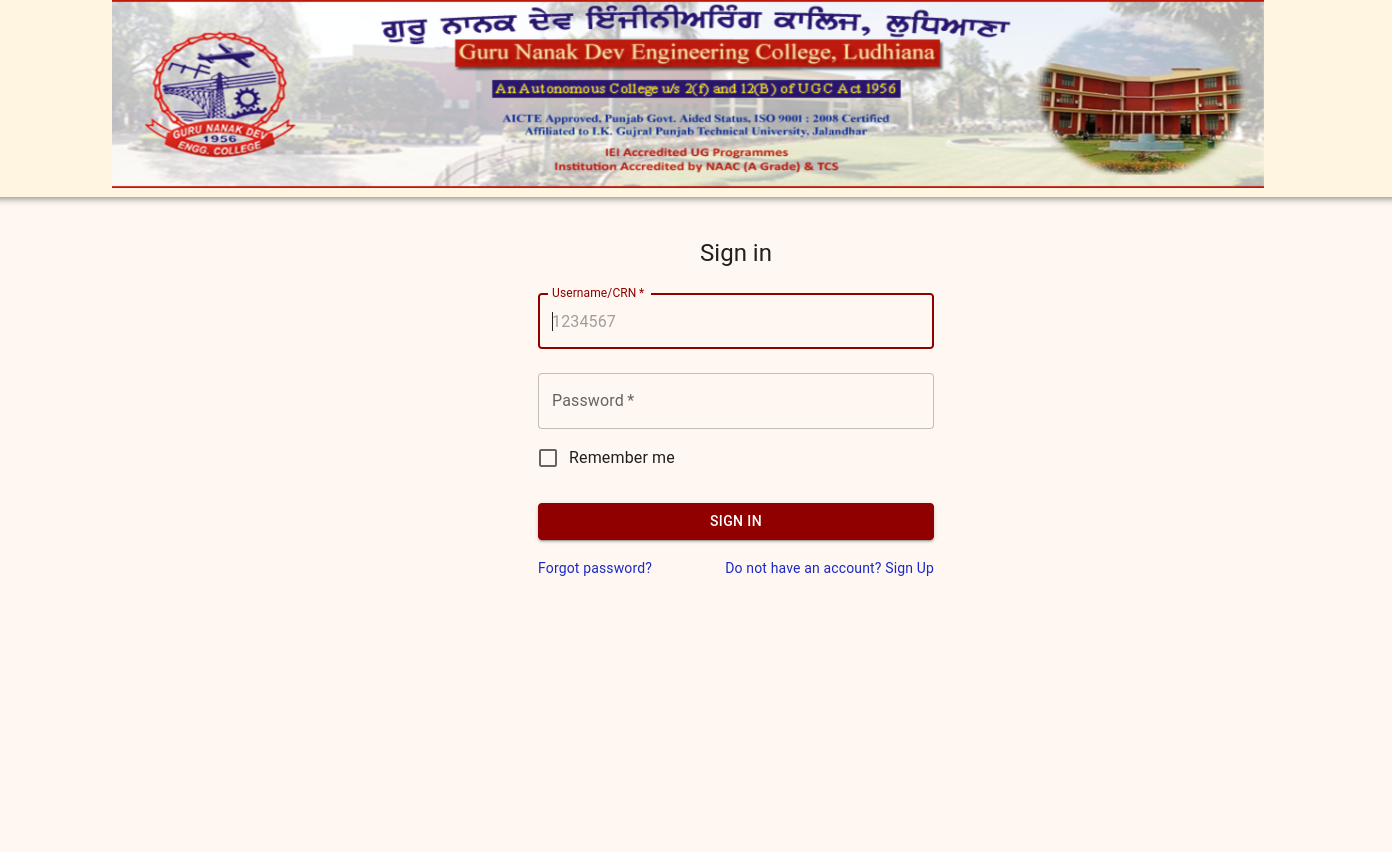 ਗੁਰੂ ਨਾਨਕ ਦੇਵ ਇੰਜੀਨੀਅਰਿੰਗ ਕਾਲਿਜ, ਲੁਧਿਆਣਾ
Guru Nanak Dev Engineering College, Ludhiana
An Autonomous College u/s 2(f) and 12(B) of UGC Act 1956
AICTE Approved, Punjab Govt. Aided Status, ISO 9001 : 2008 Certified
Affiliated to I.K. Gujral Punjab Technical University, Jalandhar
IEI Accredited UG Programmes
Institution Accredited by NAAC (A Grade) & TCS
GURU NANAK DEV
1956
ENGG. COLLEGE
Sign in
Username/CRN *
1234567
Password *
Remember me
SIGN IN
Forgot password?
Do not have an account? Sign Up